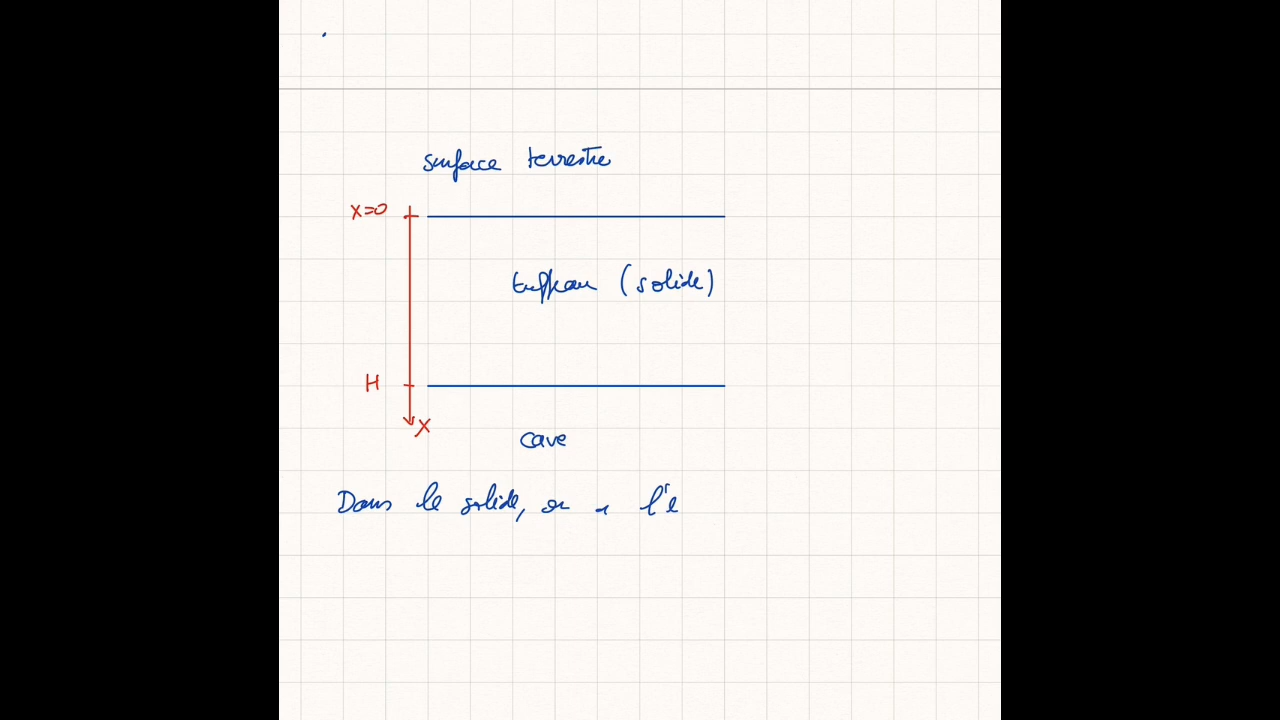 surface terrestre
x=0
tuffeau (solide)
H
x
cave
Dans le solide, on a l'é